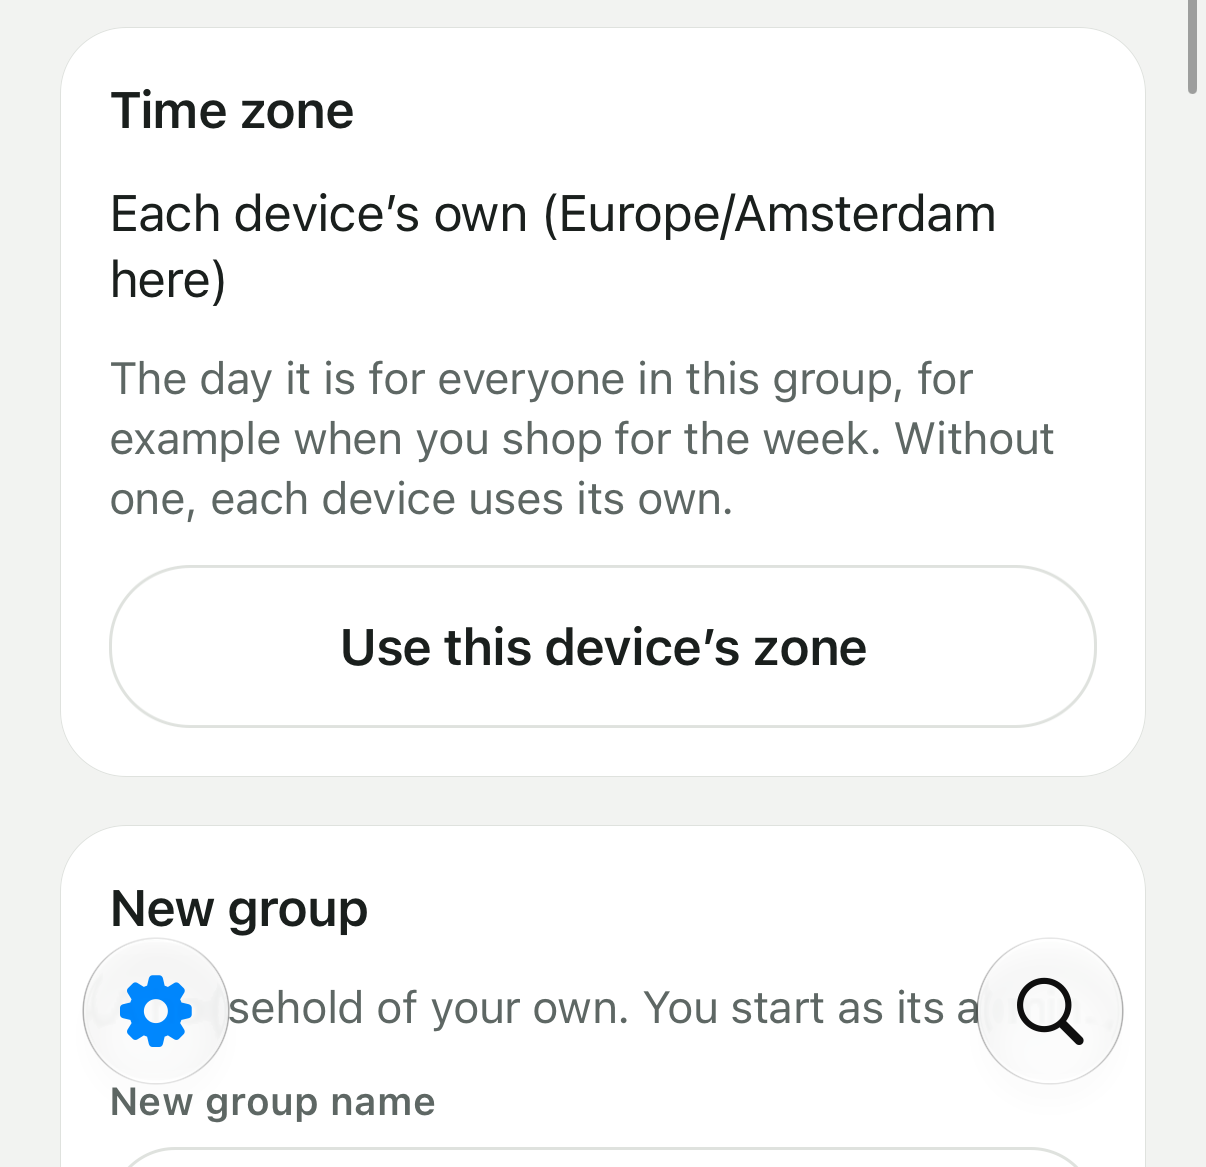 Time zone
Each device’s own (Europe/Amsterdam
here)
The day it is for everyone in this group, for
example when you shop for the week. Without
one, each device uses its own.
Use this device’s zone
New group
sehold of your own. You start as its a
New group name